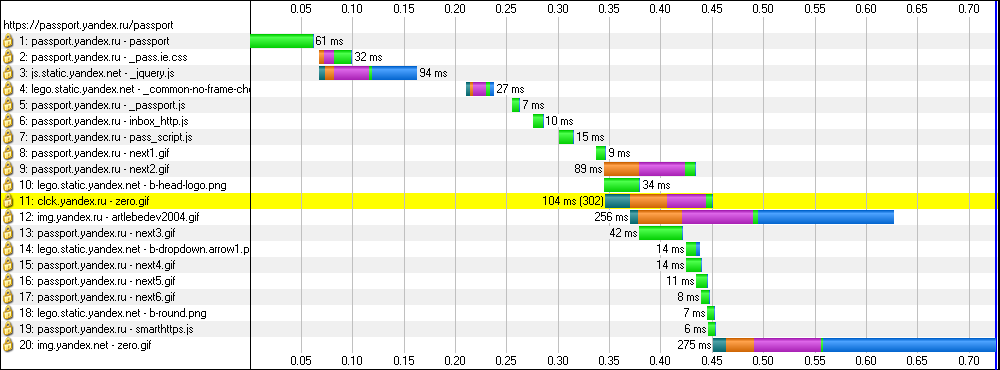 0.05 0.10 0.15 0.20 0.25 0.30 0.35 0.40 0.45 0.50 0.55 0.60 0.65 0.70
https://passport.yandex.ru/passport
1: passport.yandex.ru - passport 61 ms
2: passport.yandex.ru - _pass.ie.css 32 ms
3: js.static.yandex.net - _jquery.js 94 ms
4: lego.static.yandex.net - _common-no-frame-che 27 ms
5: passport.yandex.ru - _passport.js 7 ms
6: passport.yandex.ru - inbox_http.js 10 ms
7: passport.yandex.ru - pass_script.js 15 ms
8: passport.yandex.ru - next1.gif 9 ms
9: passport.yandex.ru - next2.gif 89 ms
10: lego.static.yandex.net - b-head-logo.png 34 ms
11: clck.yandex.ru - zero.gif 104 ms (302)
12: img.yandex.ru - artlebedev2004.gif 256 ms
13: passport.yandex.ru - next3.gif 42 ms
14: lego.static.yandex.net - b-dropdown.arrow1.p 14 ms
15: passport.yandex.ru - next4.gif 14 ms
16: passport.yandex.ru - next5.gif 11 ms
17: passport.yandex.ru - next6.gif 8 ms
18: lego.static.yandex.net - b-round.png 7 ms
19: passport.yandex.ru - smarthttps.js 6 ms
20: img.yandex.net - zero.gif 275 ms
0.05 0.10 0.15 0.20 0.25 0.30 0.35 0.40 0.45 0.50 0.55 0.60 0.65 0.70